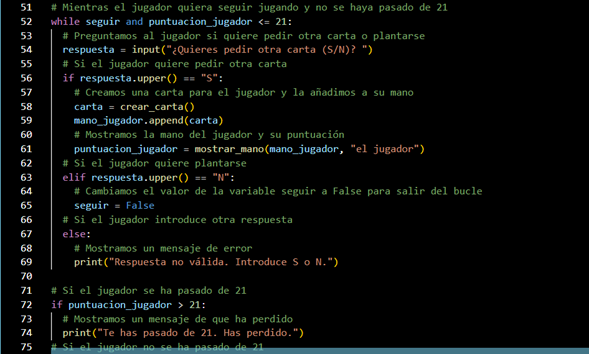 51 # Mientras el jugador quiera seguir jugando y no se haya pasado de 21
52 while seguir and puntuacion_jugador <= 21:
53   # Preguntamos al jugador si quiere pedir otra carta o plantarse
54   respuesta = input("¿Quieres pedir otra carta (S/N)? ")
55   # Si el jugador quiere pedir otra carta
56   if respuesta.upper() == "S":
57     # Creamos una carta para el jugador y la añadimos a su mano
58     carta = crear_carta()
59     mano_jugador.append(carta)
60     # Mostramos la mano del jugador y su puntuación
61     puntuacion_jugador = mostrar_mano(mano_jugador, "el jugador")
62   # Si el jugador quiere plantarse
63   elif respuesta.upper() == "N":
64     # Cambiamos el valor de la variable seguir a False para salir del bucle
65     seguir = False
66   # Si el jugador introduce otra respuesta
67   else:
68     # Mostramos un mensaje de error
69     print("Respuesta no válida. Introduce S o N.")
70
71 # Si el jugador se ha pasado de 21
72 if puntuacion_jugador > 21:
73   # Mostramos un mensaje de que ha perdido
74   print("Te has pasado de 21. Has perdido.")
75 # Si el jugador no se ha pasado de 21